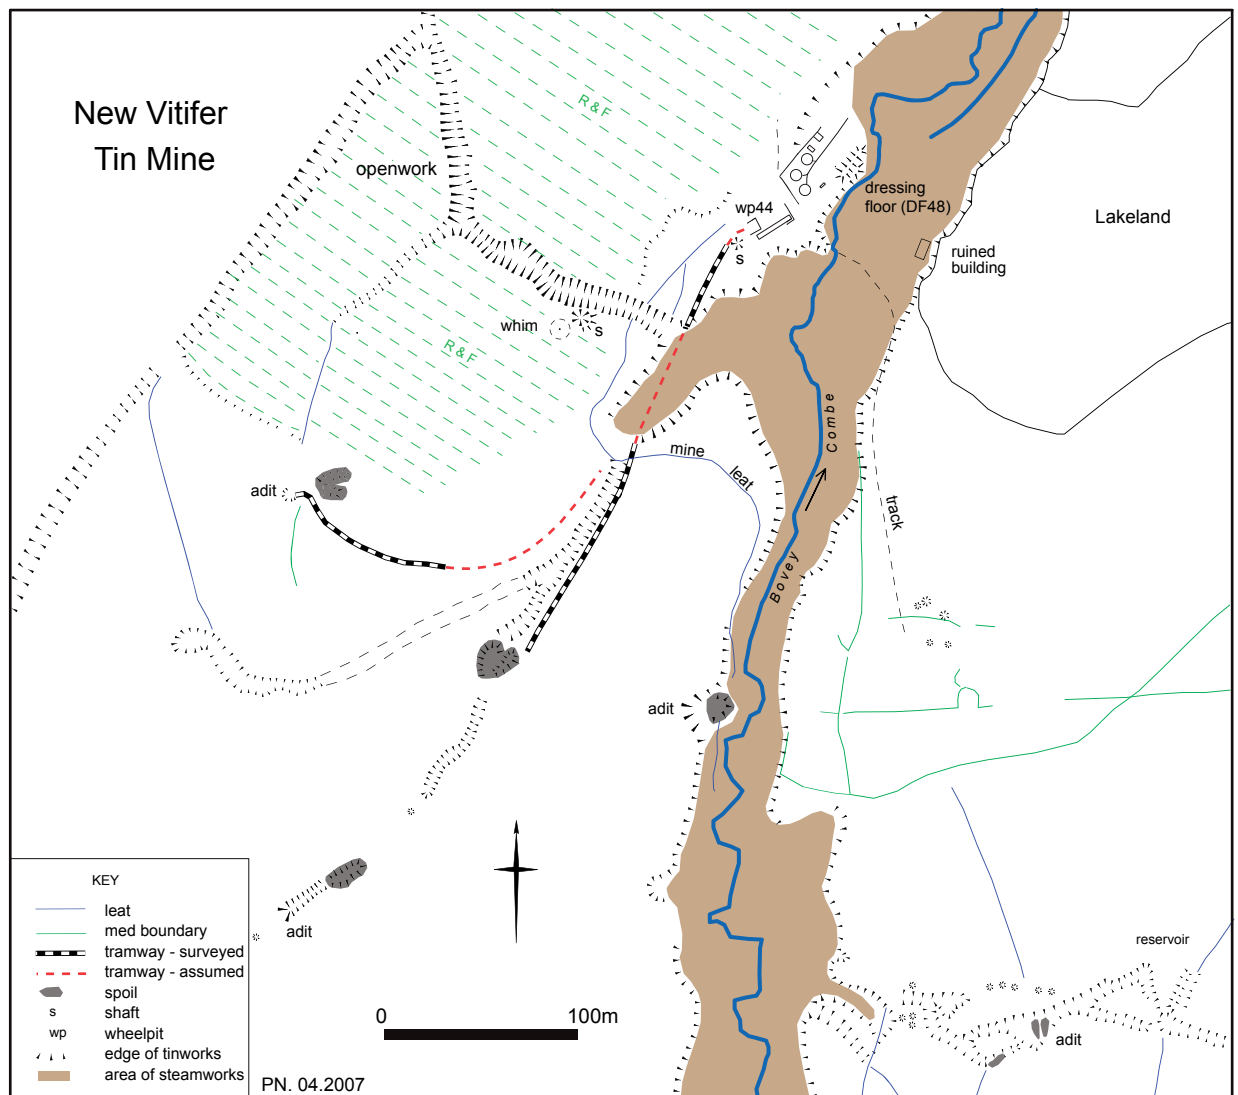 New Vitifer
Tin Mine
openwork
R & F
wp44
dressing
floor (DF48)
Lakeland
ruined
building
s
whim
s
R & F
mine
leat
Combe
Bovey
track
adit
adit
adit
reservoir
adit
KEY
leat
med boundary
tramway - surveyed
tramway - assumed
spoil
s shaft
wp wheelpit
edge of tinworks
area of steamworks
0 100m
PN. 04.2007